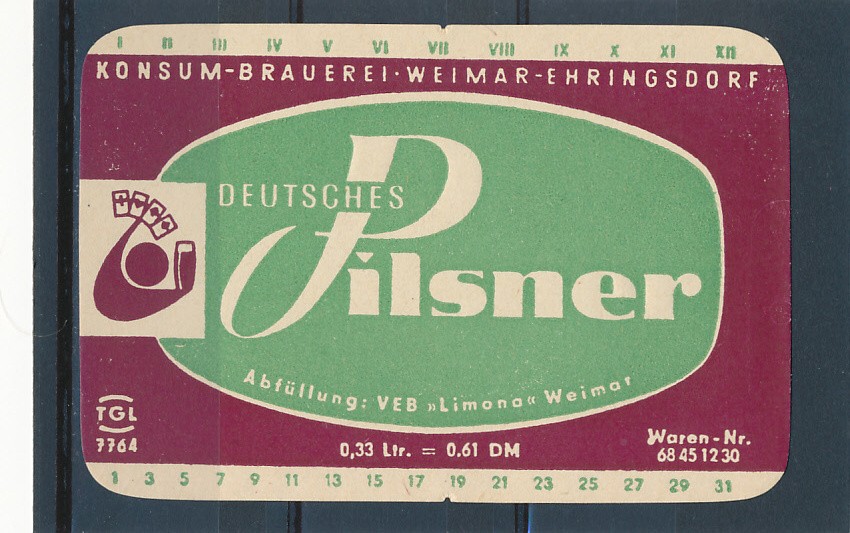 I II III IV V VI VII VIII IX X XI XII
KONSUM-BRAUEREI·WEIMAR-EHRINGSDORF
DEUTSCHES
Pilsner
Abfüllung: VEB »Limona« Weimar
TGL
7764
0,33 Ltr. = 0.61 DM
Waren-Nr.
68 45 12 30
1 3 5 7 9 11 13 15 17 19 21 23 25 27 29 31